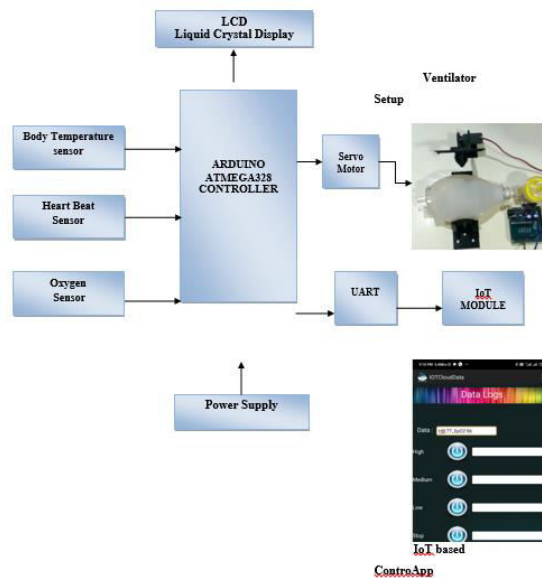 LCD
Liquid Crystal Display
Ventilator
Setup
Body Temperature
sensor
ARDUINO
ATMEGA328
CONTROLLER
Servo
Motor
Heart Beat
Sensor
Oxygen
Sensor
UART
IoT
MODULE
Power Supply
IOTCloudData
Data Logs
Data :
High
Medium
Low
Stop
IoT based
ControApp